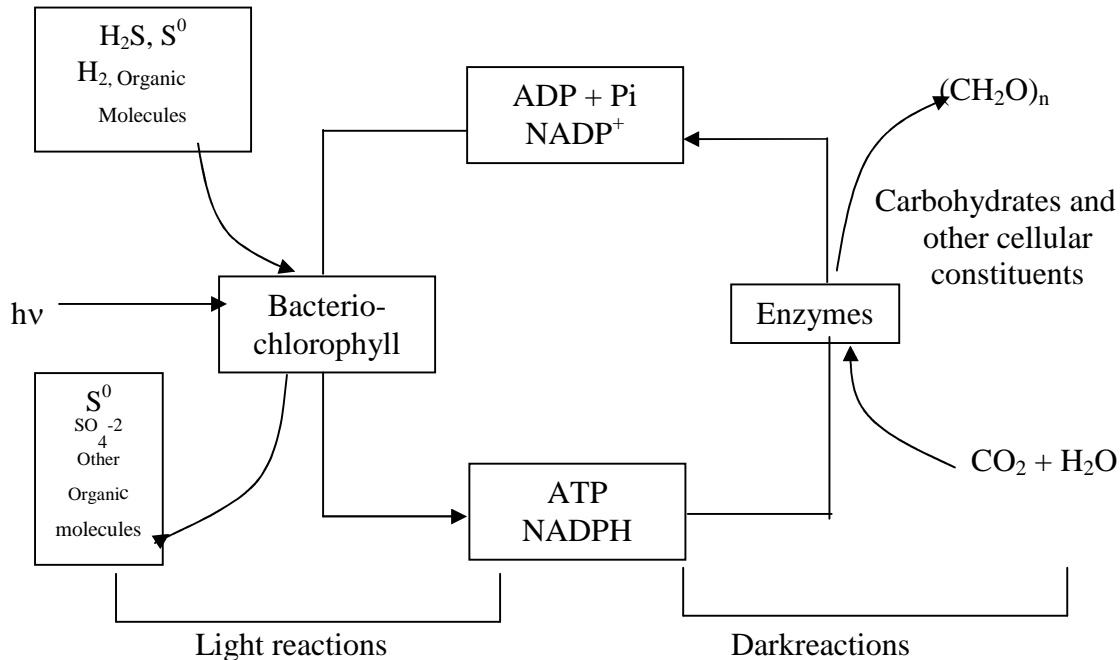 H₂S, S⁰
H₂, Organic
Molecules
ADP + Pi
NADP⁺
(CH₂O)ₙ
Carbohydrates and
other cellular
constituents
hν
Bacterio-
chlorophyll
Enzymes
S⁰
SO₄⁻²
Other
Organic
molecules
ATP
NADPH
CO₂ + H₂O
Light reactions
Darkreactions